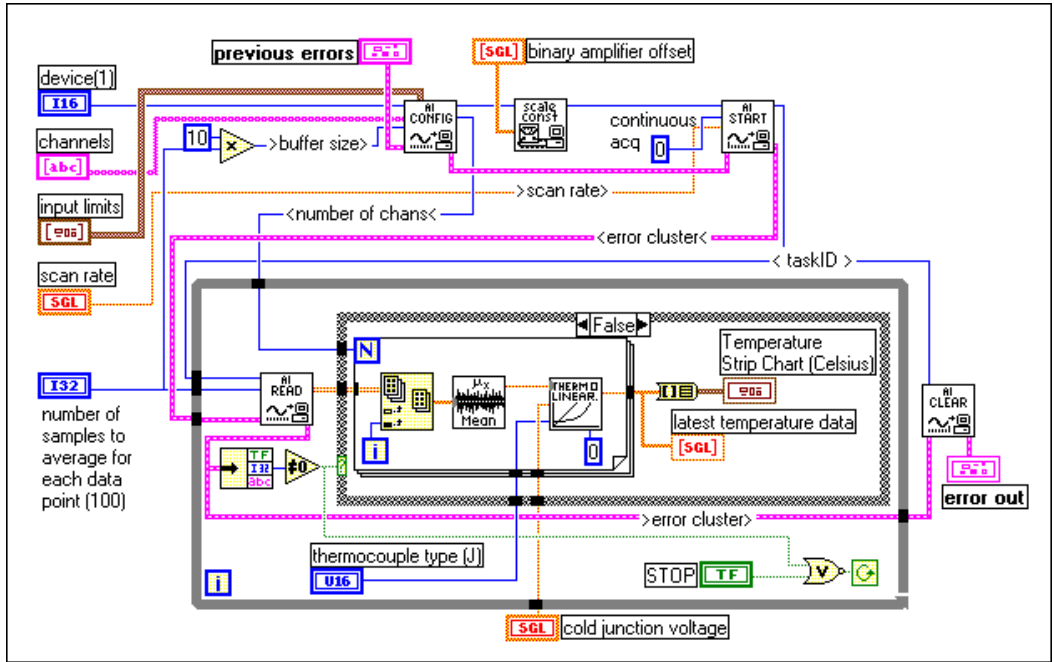 previous errors
[SGL] binary amplifier offset
device(1)
I16
AI
CONFIG
scale
const
AI
START
continuous
acq
0
channels
[abc]
10
x
>buffer size>
>scan rate>
input limits
<number of chans<
<error cluster<
scan rate
SGL
< taskID >
False
N
Temperature
Strip Chart (Celsius)
I32
AI
READ
μx
Mean
THERMO
LINEAR.
AI
CLEAR
number of
samples to
average for
each data
point (100)
i
0
latest temperature data
[SGL]
TF
I32
abc
≠0
?
error out
>error cluster>
thermocouple type (J)
U16
i
STOP
TF
V
SGL cold junction voltage